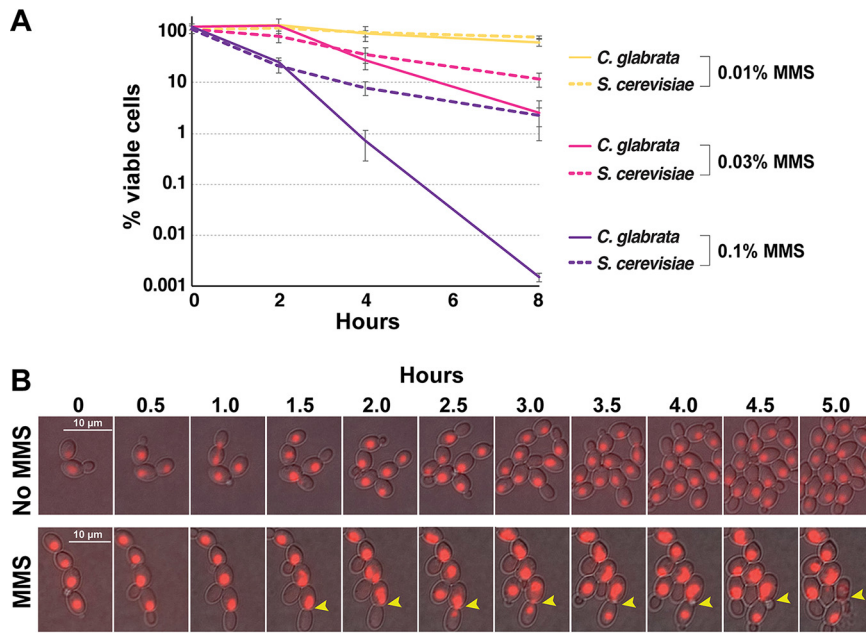 A
% viable cells
100
10
1
0.1
0.01
0.001
0
2
4
6
8
Hours
C. glabrata
S. cerevisiae
0.01% MMS
C. glabrata
S. cerevisiae
0.03% MMS
C. glabrata
S. cerevisiae
0.1% MMS
B
Hours
0 0.5 1.0 1.5 2.0 2.5 3.0 3.5 4.0 4.5 5.0
No MMS
10 µm
MMS
10 µm